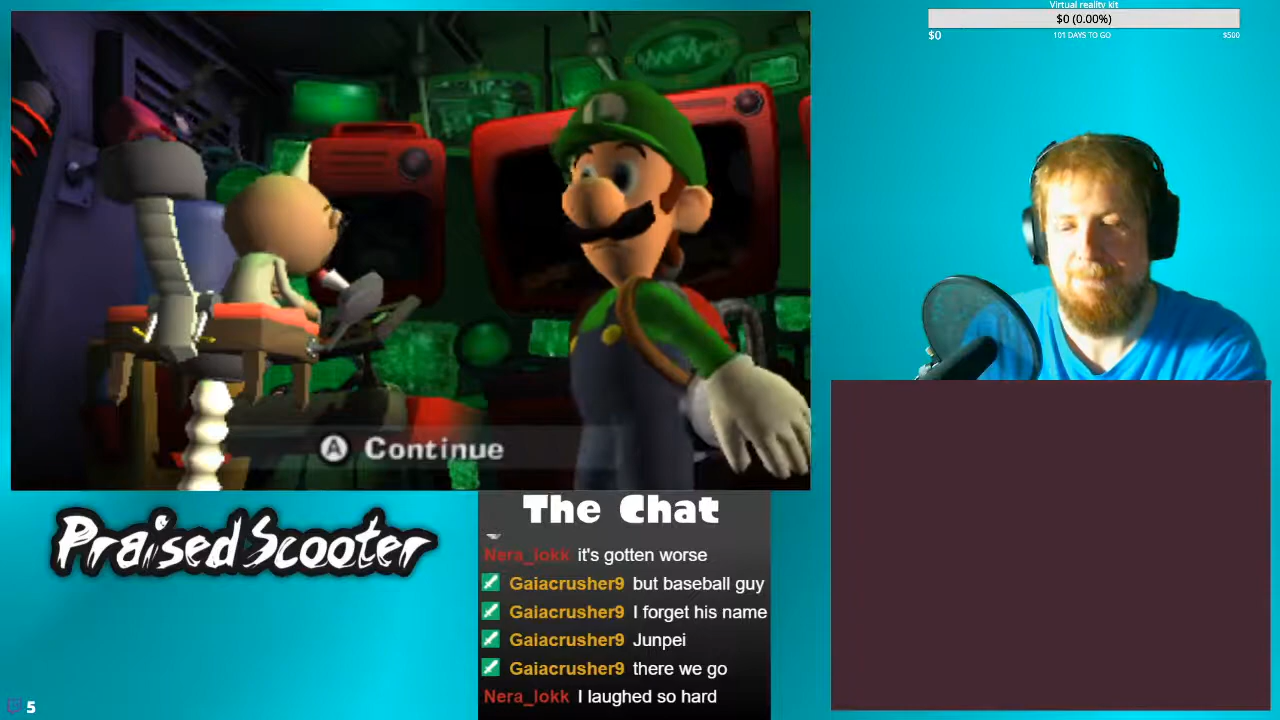 Virtual reality kit
$0 (0.00%)
$0 101 DAYS TO GO $500
L
A Continue
PraisedScooter
The Chat
Nera_lokk it's gotten worse
Gaiacrusher9 but baseball guy
Gaiacrusher9 I forget his name
Gaiacrusher9 Junpei
Gaiacrusher9 there we go
Nera_lokk I laughed so hard
5